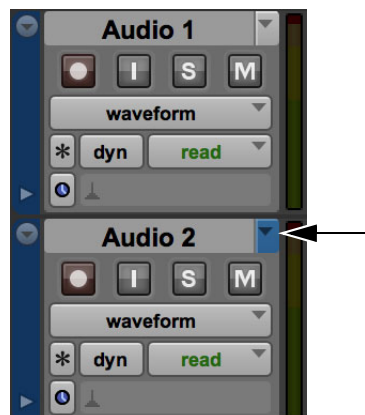 Audio 1
I S M
waveform
* dyn read
Audio 2
I S M
waveform
* dyn read